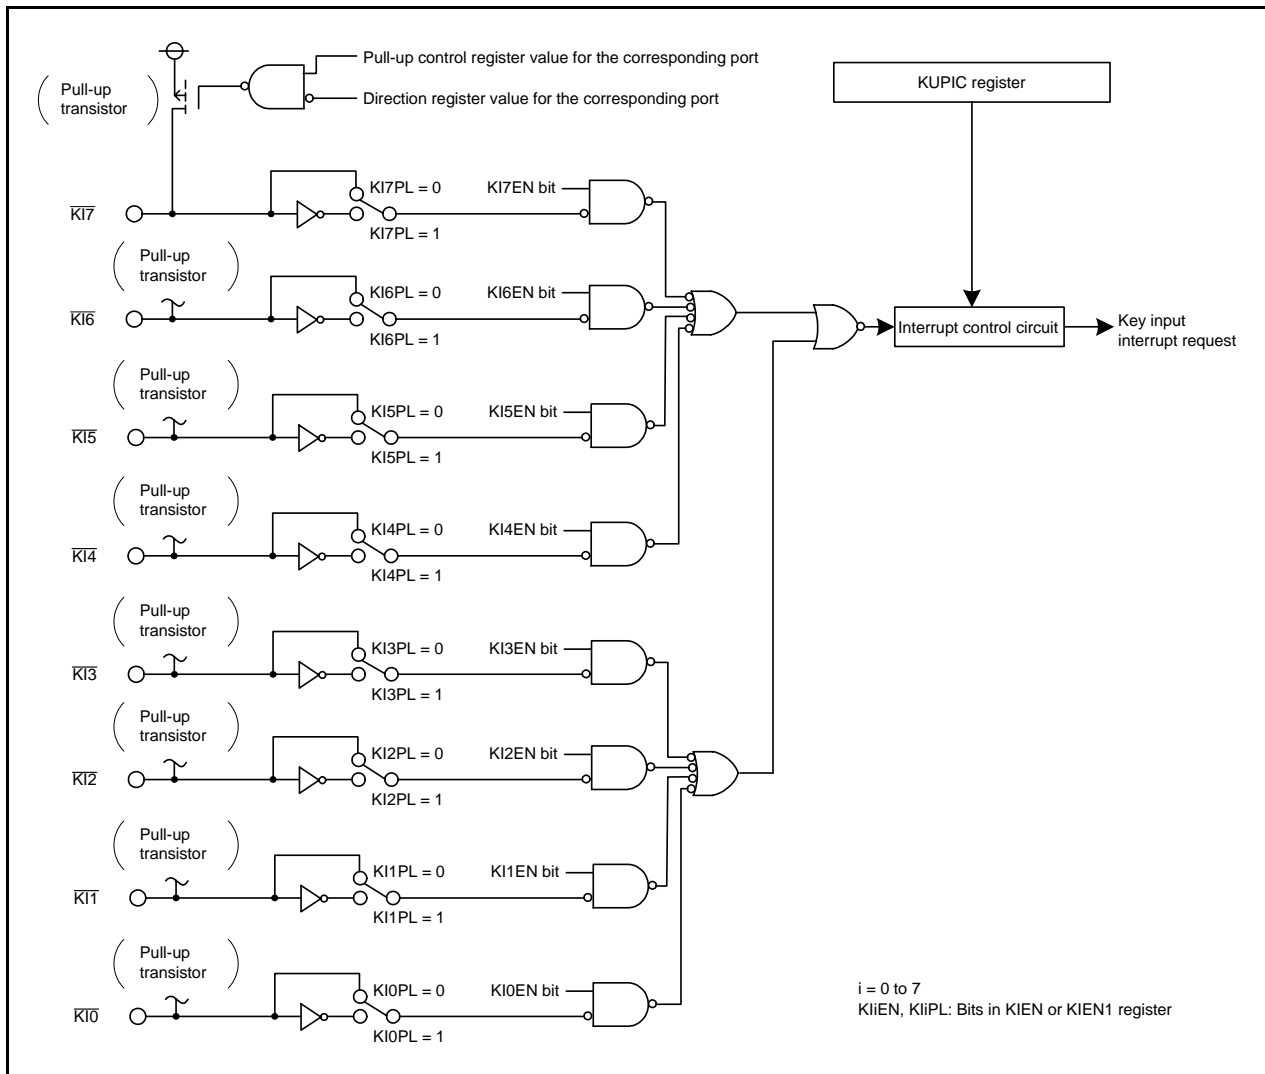 Pull-up control register value for the corresponding port
Pull-up
transistor
Direction register value for the corresponding port
KUPIC register
KI7
KI7PL = 0
KI7PL = 1
KI7EN bit
Pull-up
transistor
KI6
KI6PL = 0
KI6PL = 1
KI6EN bit
Interrupt control circuit
Key input
interrupt request
Pull-up
transistor
KI5
KI5PL = 0
KI5PL = 1
KI5EN bit
Pull-up
transistor
KI4
KI4PL = 0
KI4PL = 1
KI4EN bit
Pull-up
transistor
KI3
KI3PL = 0
KI3PL = 1
KI3EN bit
Pull-up
transistor
KI2
KI2PL = 0
KI2PL = 1
KI2EN bit
Pull-up
transistor
KI1
KI1PL = 0
KI1PL = 1
KI1EN bit
Pull-up
transistor
KI0
KI0PL = 0
KI0PL = 1
KI0EN bit
i = 0 to 7
KIiEN, KIiPL: Bits in KIEN or KIEN1 register